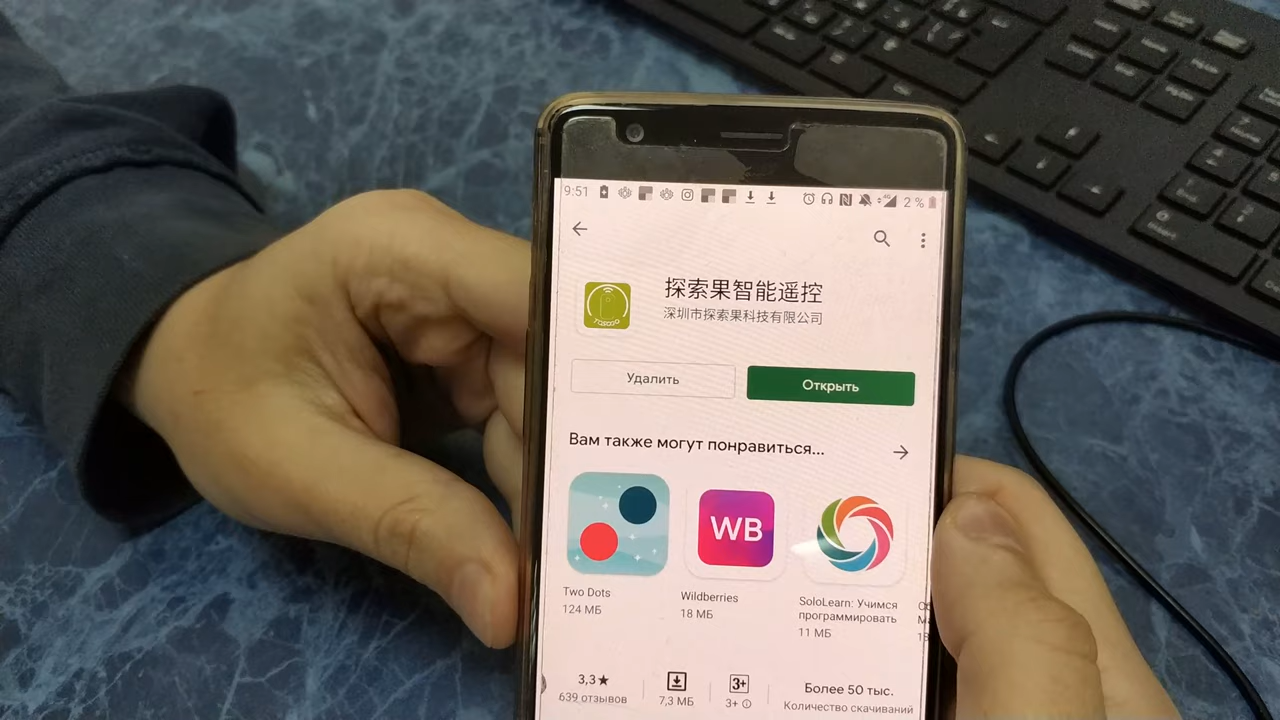 9:51
2 %
探索果智能遥控
深圳市探索果科技有限公司
Удалить
Открыть
Вам также могут понравиться...
WB
Two Dots
124 МБ
Wildberries
18 МБ
SoloLearn: Учимся
программировать
11 МБ
3,3★
639 отзывов
7,3 МБ
3+
3+
Более 50 тыс.
Количество скачиваний
Insert